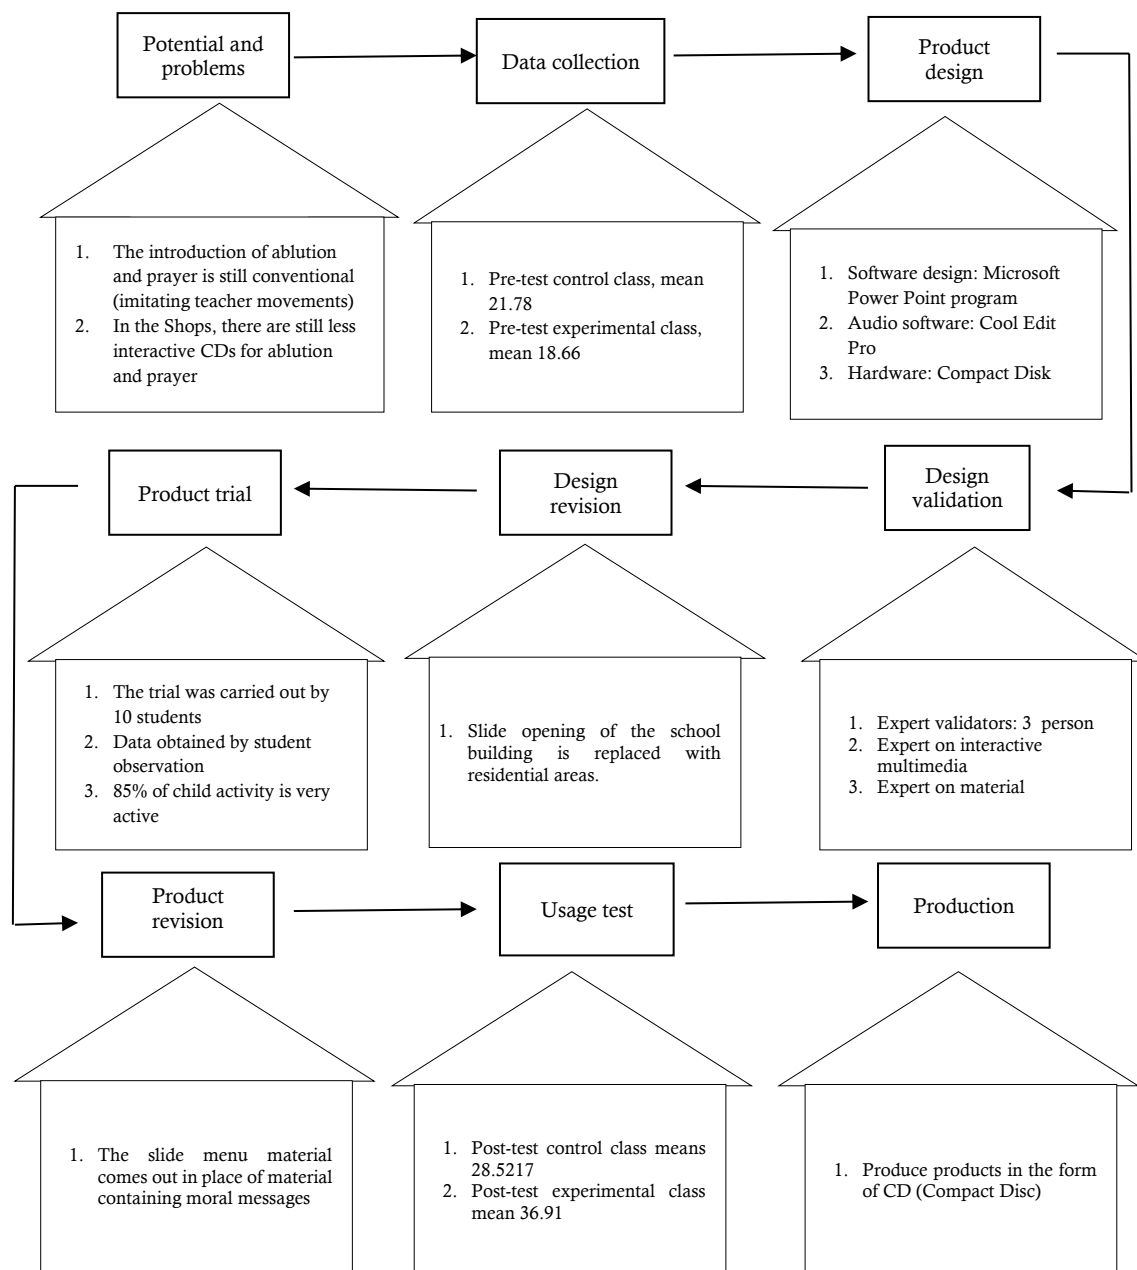 Potential and
problems
Data collection
Product
design
1. The introduction of ablution
and prayer is still conventional
(imitating teacher movements)
2. In the Shops, there are still less
interactive CDs for ablution
and prayer
1. Pre-test control class, mean
21.78
2. Pre-test experimental class,
mean 18.66
1. Software design: Microsoft
Power Point program
2. Audio software: Cool Edit
Pro
3. Hardware: Compact Disk
Product trial
Design
revision
Design
validation
1. The trial was carried out by
10 students
2. Data obtained by student
observation
3. 85% of child activity is very
active
1. Slide opening of the school
building is replaced with
residential areas.
1. Expert validators: 3 person
2. Expert on interactive
multimedia
3. Expert on material
Product
revision
Usage test
Production
1. The slide menu material
comes out in place of material
containing moral messages
1. Post-test control class means
28.5217
2. Post-test experimental class
mean 36.91
1. Produce products in the form
of CD (Compact Disc)